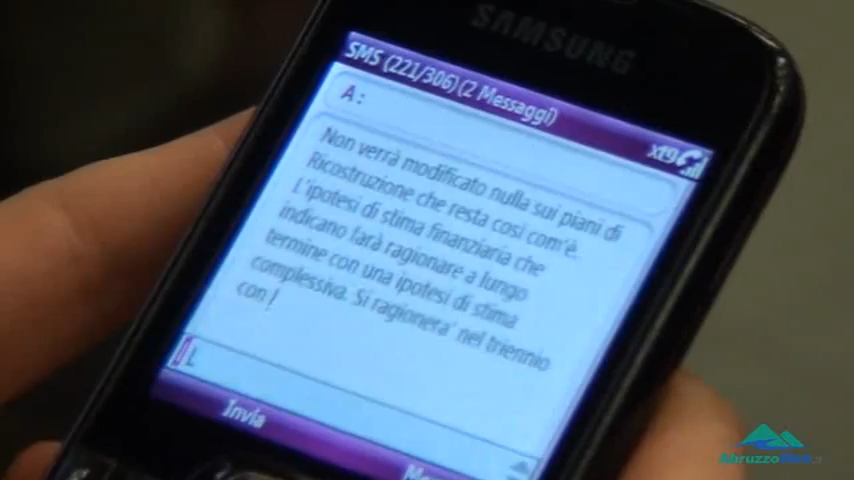 SAMSUNG
SMS (221/306)(2 Messaggi)
x19
A:
Non verrà modificato nulla sui piani di
Ricostruzione che resta così com'è.
L'ipotesi di stima finanziaria che
indicano farà ragionare a lungo
termine con una ipotesi di stima
complessiva. Si ragionera' nel triennio
con l
Invia